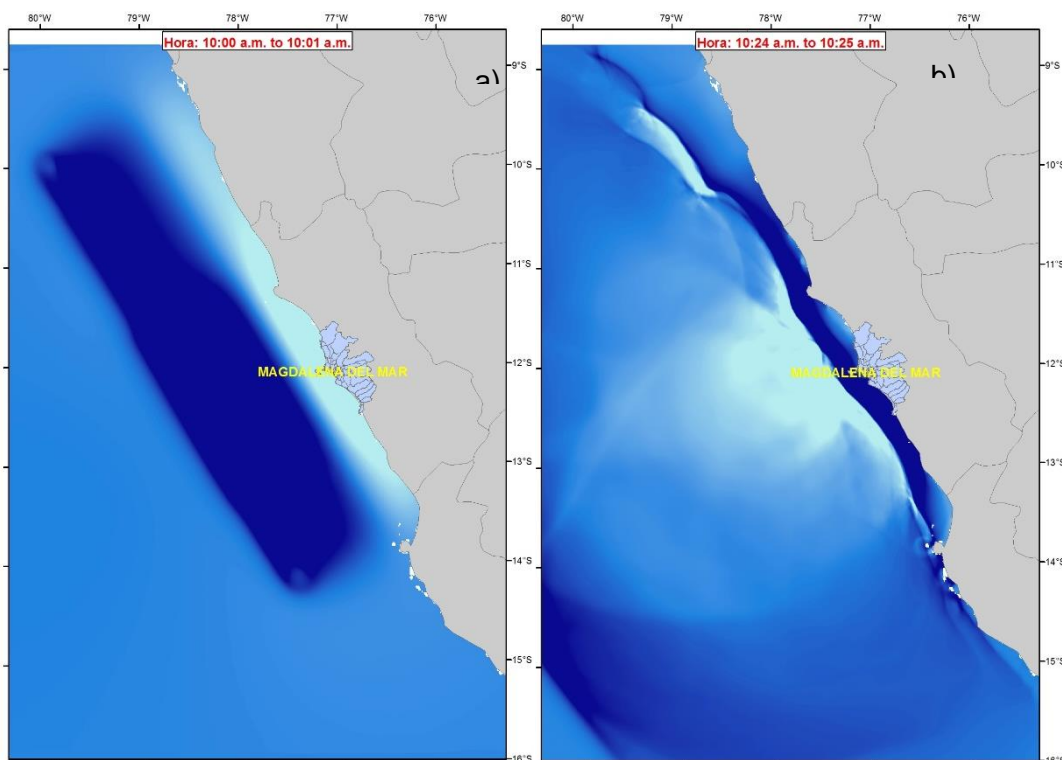 80°W 79°W 78°W 77°W 76°W
Hora: 10:00 a.m. to 10:01 a.m.
a)
9°S
10°S
11°S
12°S
13°S
14°S
15°S
MAGDALENA DEL MAR
80°W 79°W 78°W 77°W 76°W
Hora: 10:24 a.m. to 10:25 a.m.
b)
9°S
10°S
11°S
12°S
13°S
14°S
15°S
16°S
MAGDALENA DEL MAR